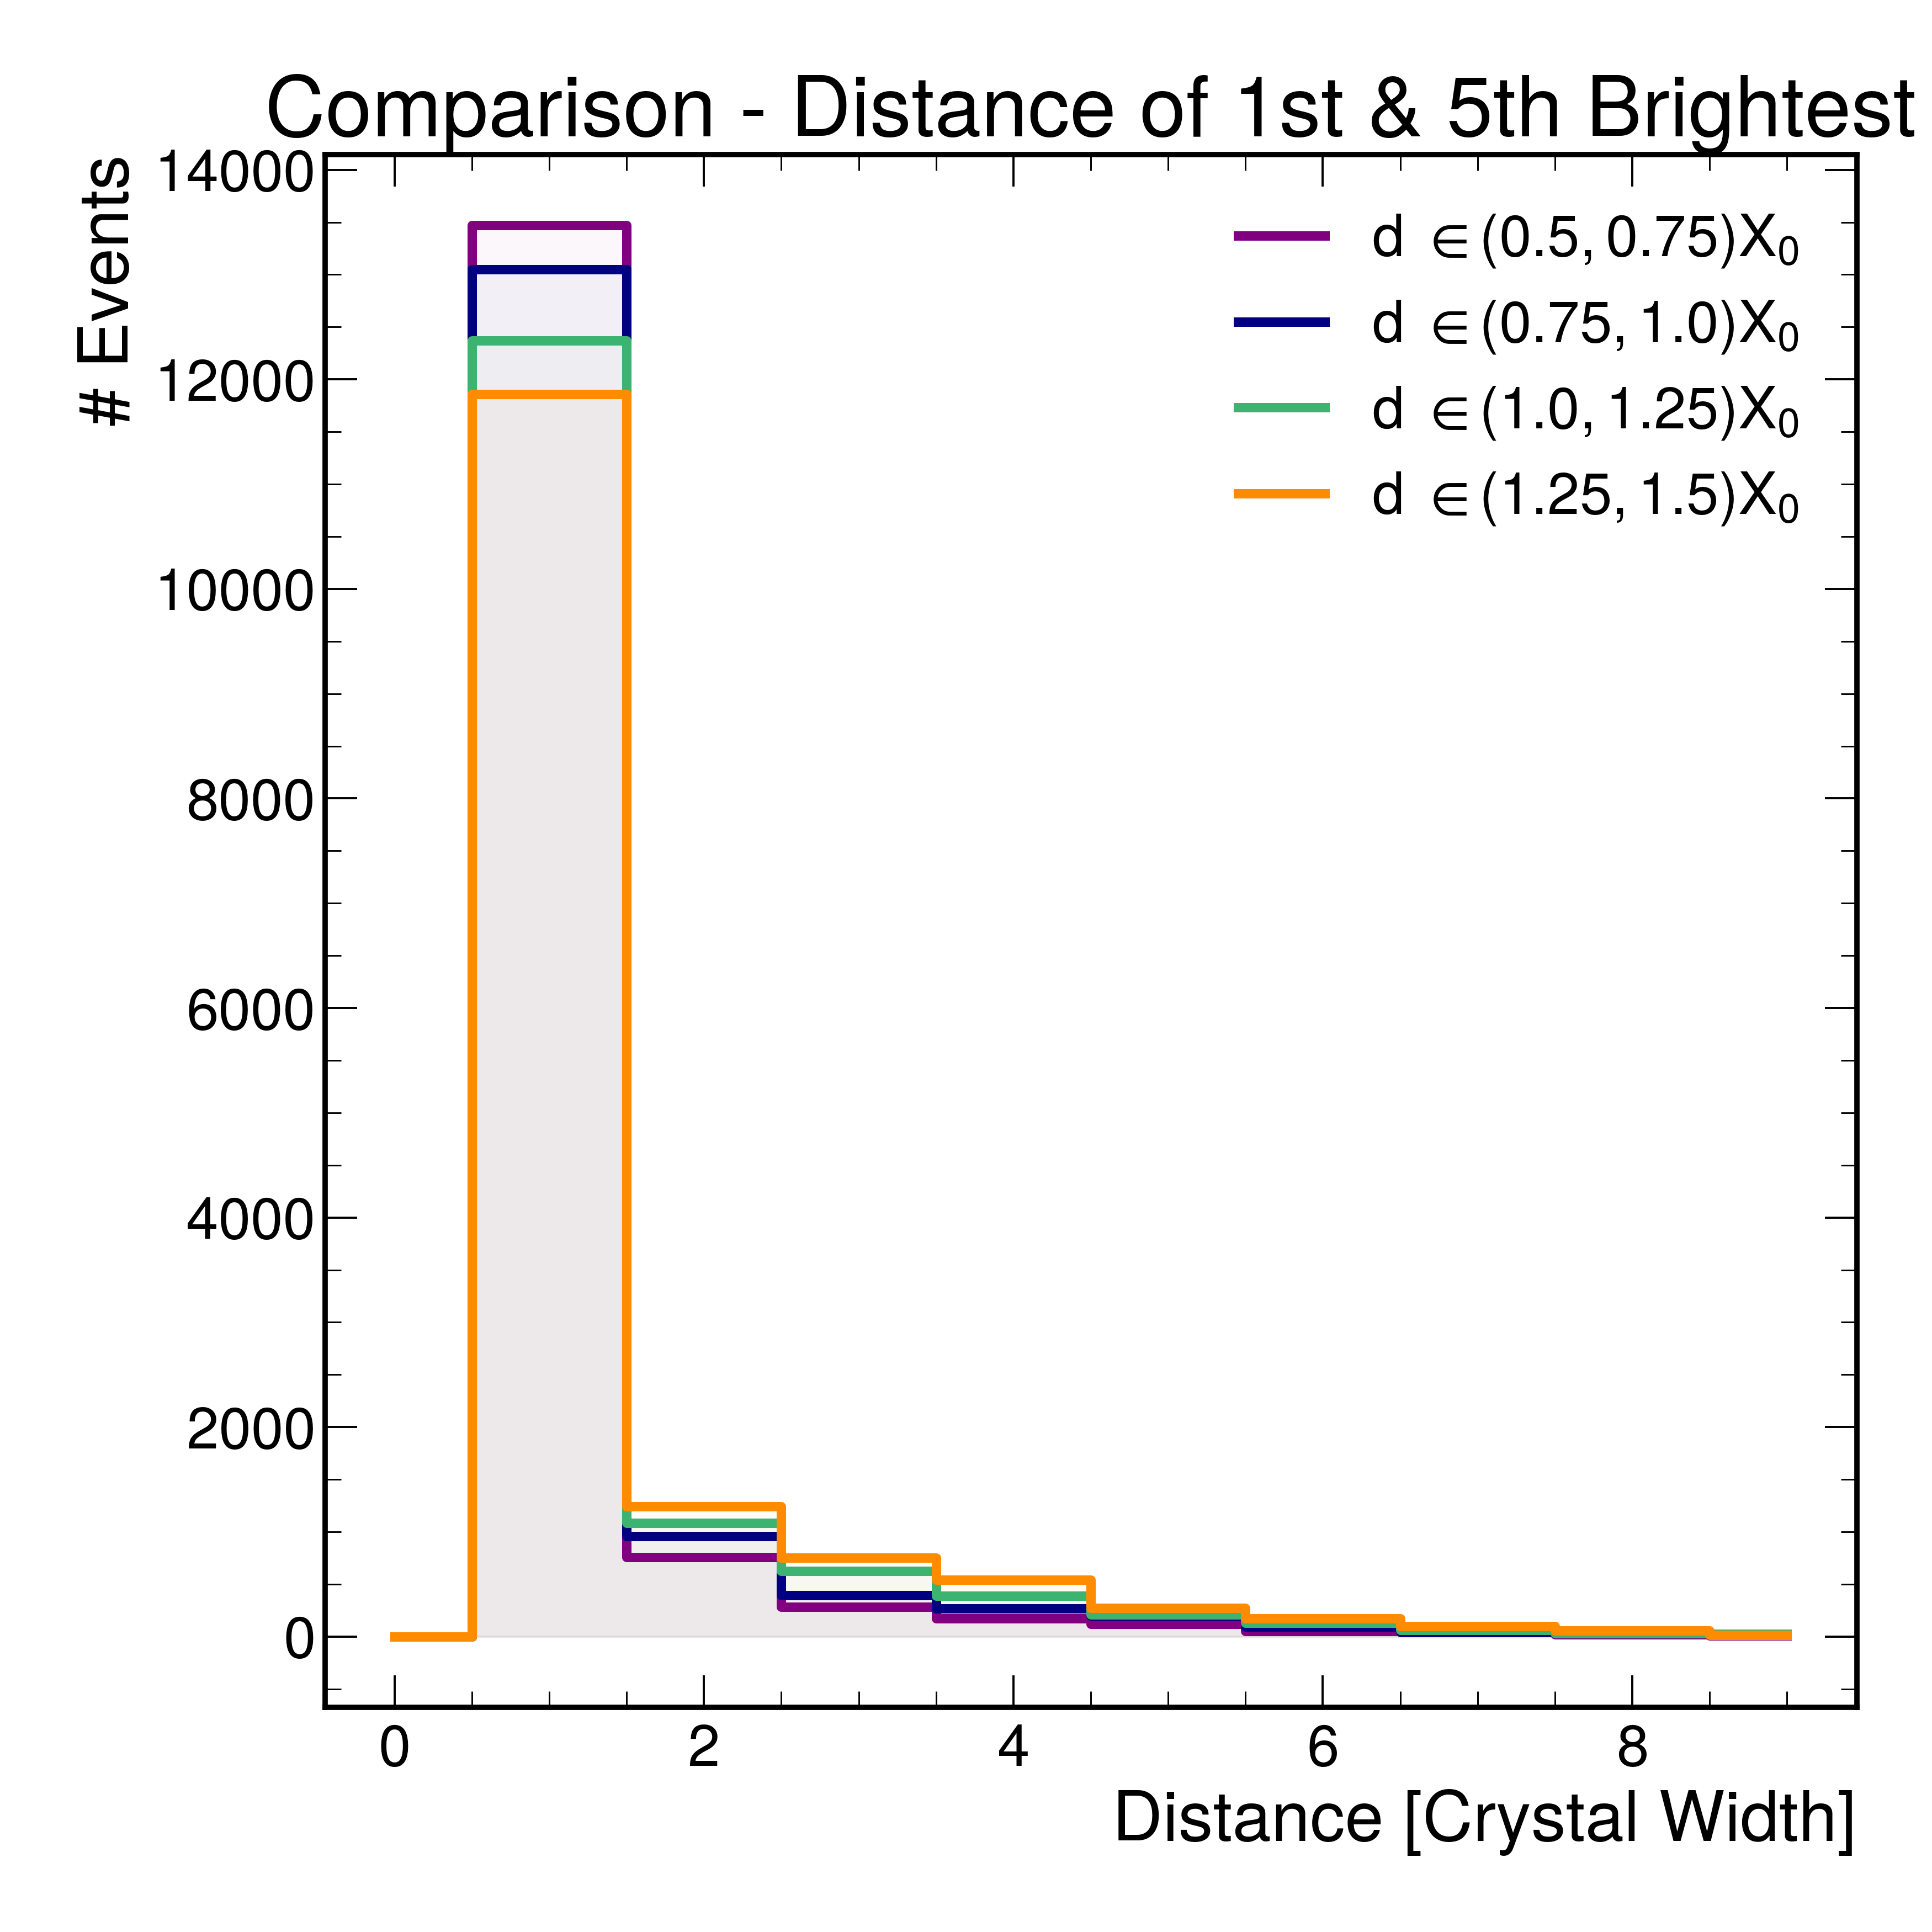 Comparison - Distance of 1st & 5th Brightest
# Events
14000
12000
10000
8000
6000
4000
2000
0
d ∈(0.5, 0.75)X₀
d ∈(0.75, 1.0)X₀
d ∈(1.0, 1.25)X₀
d ∈(1.25, 1.5)X₀
0 2 4 6 8
Distance [Crystal Width]